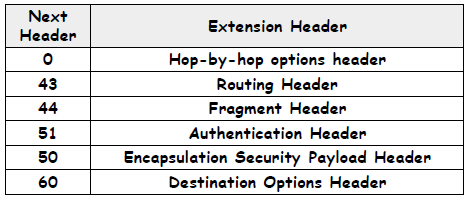 Next Header Extension Header
0 Hop-by-hop options header
43 Routing Header
44 Fragment Header
51 Authentication Header
50 Encapsulation Security Payload Header
60 Destination Options Header